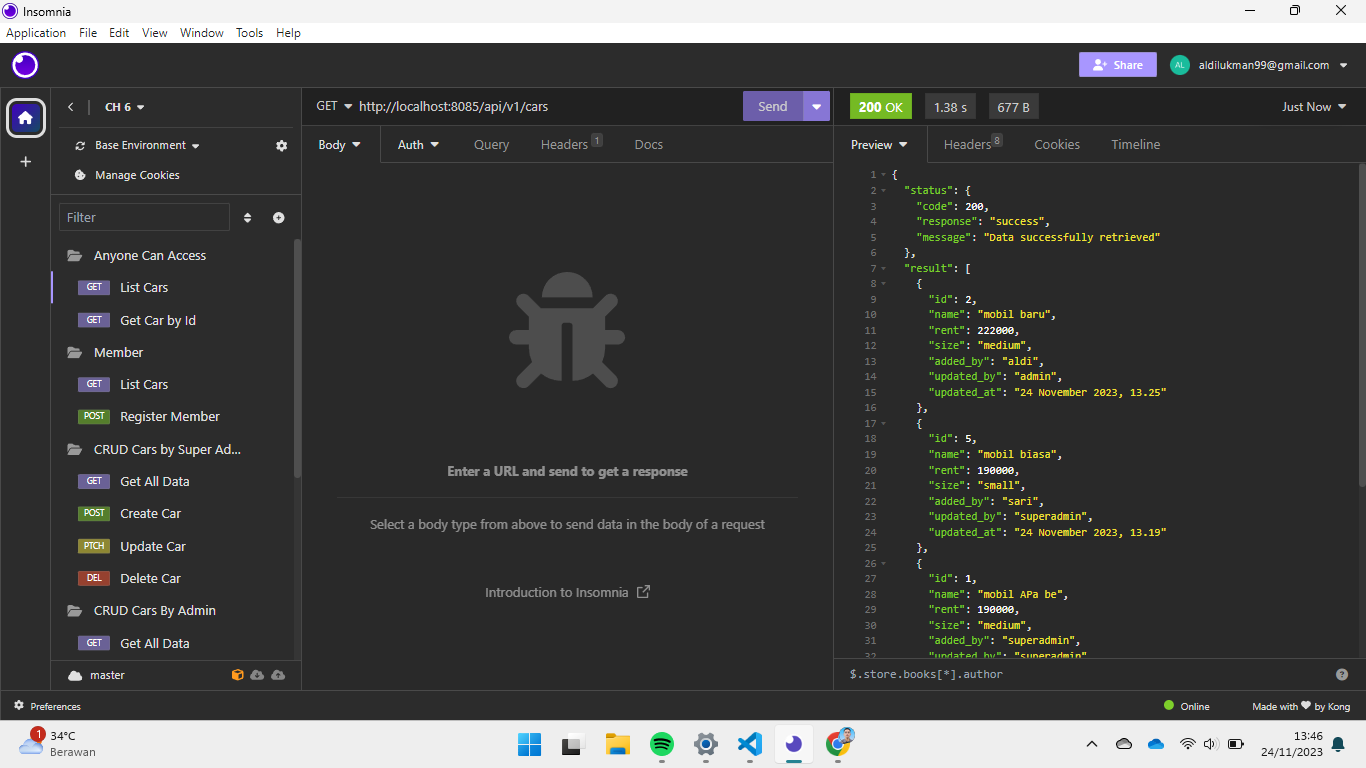 Insomnia
Application File Edit View Window Tools Help
Share
AL
aldilukman99@gmail.com
CH 6
Base Environment
Manage Cookies
Filter
Anyone Can Access
GET List Cars
GET Get Car by Id
Member
GET List Cars
POST Register Member
CRUD Cars by Super Ad...
GET Get All Data
POST Create Car
PTCH Update Car
DEL Delete Car
CRUD Cars By Admin
GET Get All Data
master
GET http://localhost:8085/api/v1/cars
Send
Body Auth Query Headers 1 Docs
Enter a URL and send to get a response
Select a body type from above to send data in the body of a request
Introduction to Insomnia
200 OK 1.38 s 677 B Just Now
Preview Headers 8 Cookies Timeline
1 {
2 "status": {
3 "code": 200,
4 "response": "success",
5 "message": "Data successfully retrieved"
6 },
7 "result": [
8 {
9 "id": 2,
10 "name": "mobil baru",
11 "rent": 222000,
12 "size": "medium",
13 "added_by": "aldi",
14 "updated_by": "admin",
15 "updated_at": "24 November 2023, 13.25"
16 },
17 {
18 "id": 5,
19 "name": "mobil biasa",
20 "rent": 190000,
21 "size": "small",
22 "added_by": "sari",
23 "updated_by": "superadmin",
24 "updated_at": "24 November 2023, 13.19"
25 },
26 {
27 "id": 1,
28 "name": "mobil APa be",
29 "rent": 190000,
30 "size": "medium",
31 "added_by": "superadmin",
32 "updated_by": "superadmin"
$.store.books[*].author
Preferences
Online
Made with ❤ by Kong
1
34°C
Berawan
13:46
24/11/2023